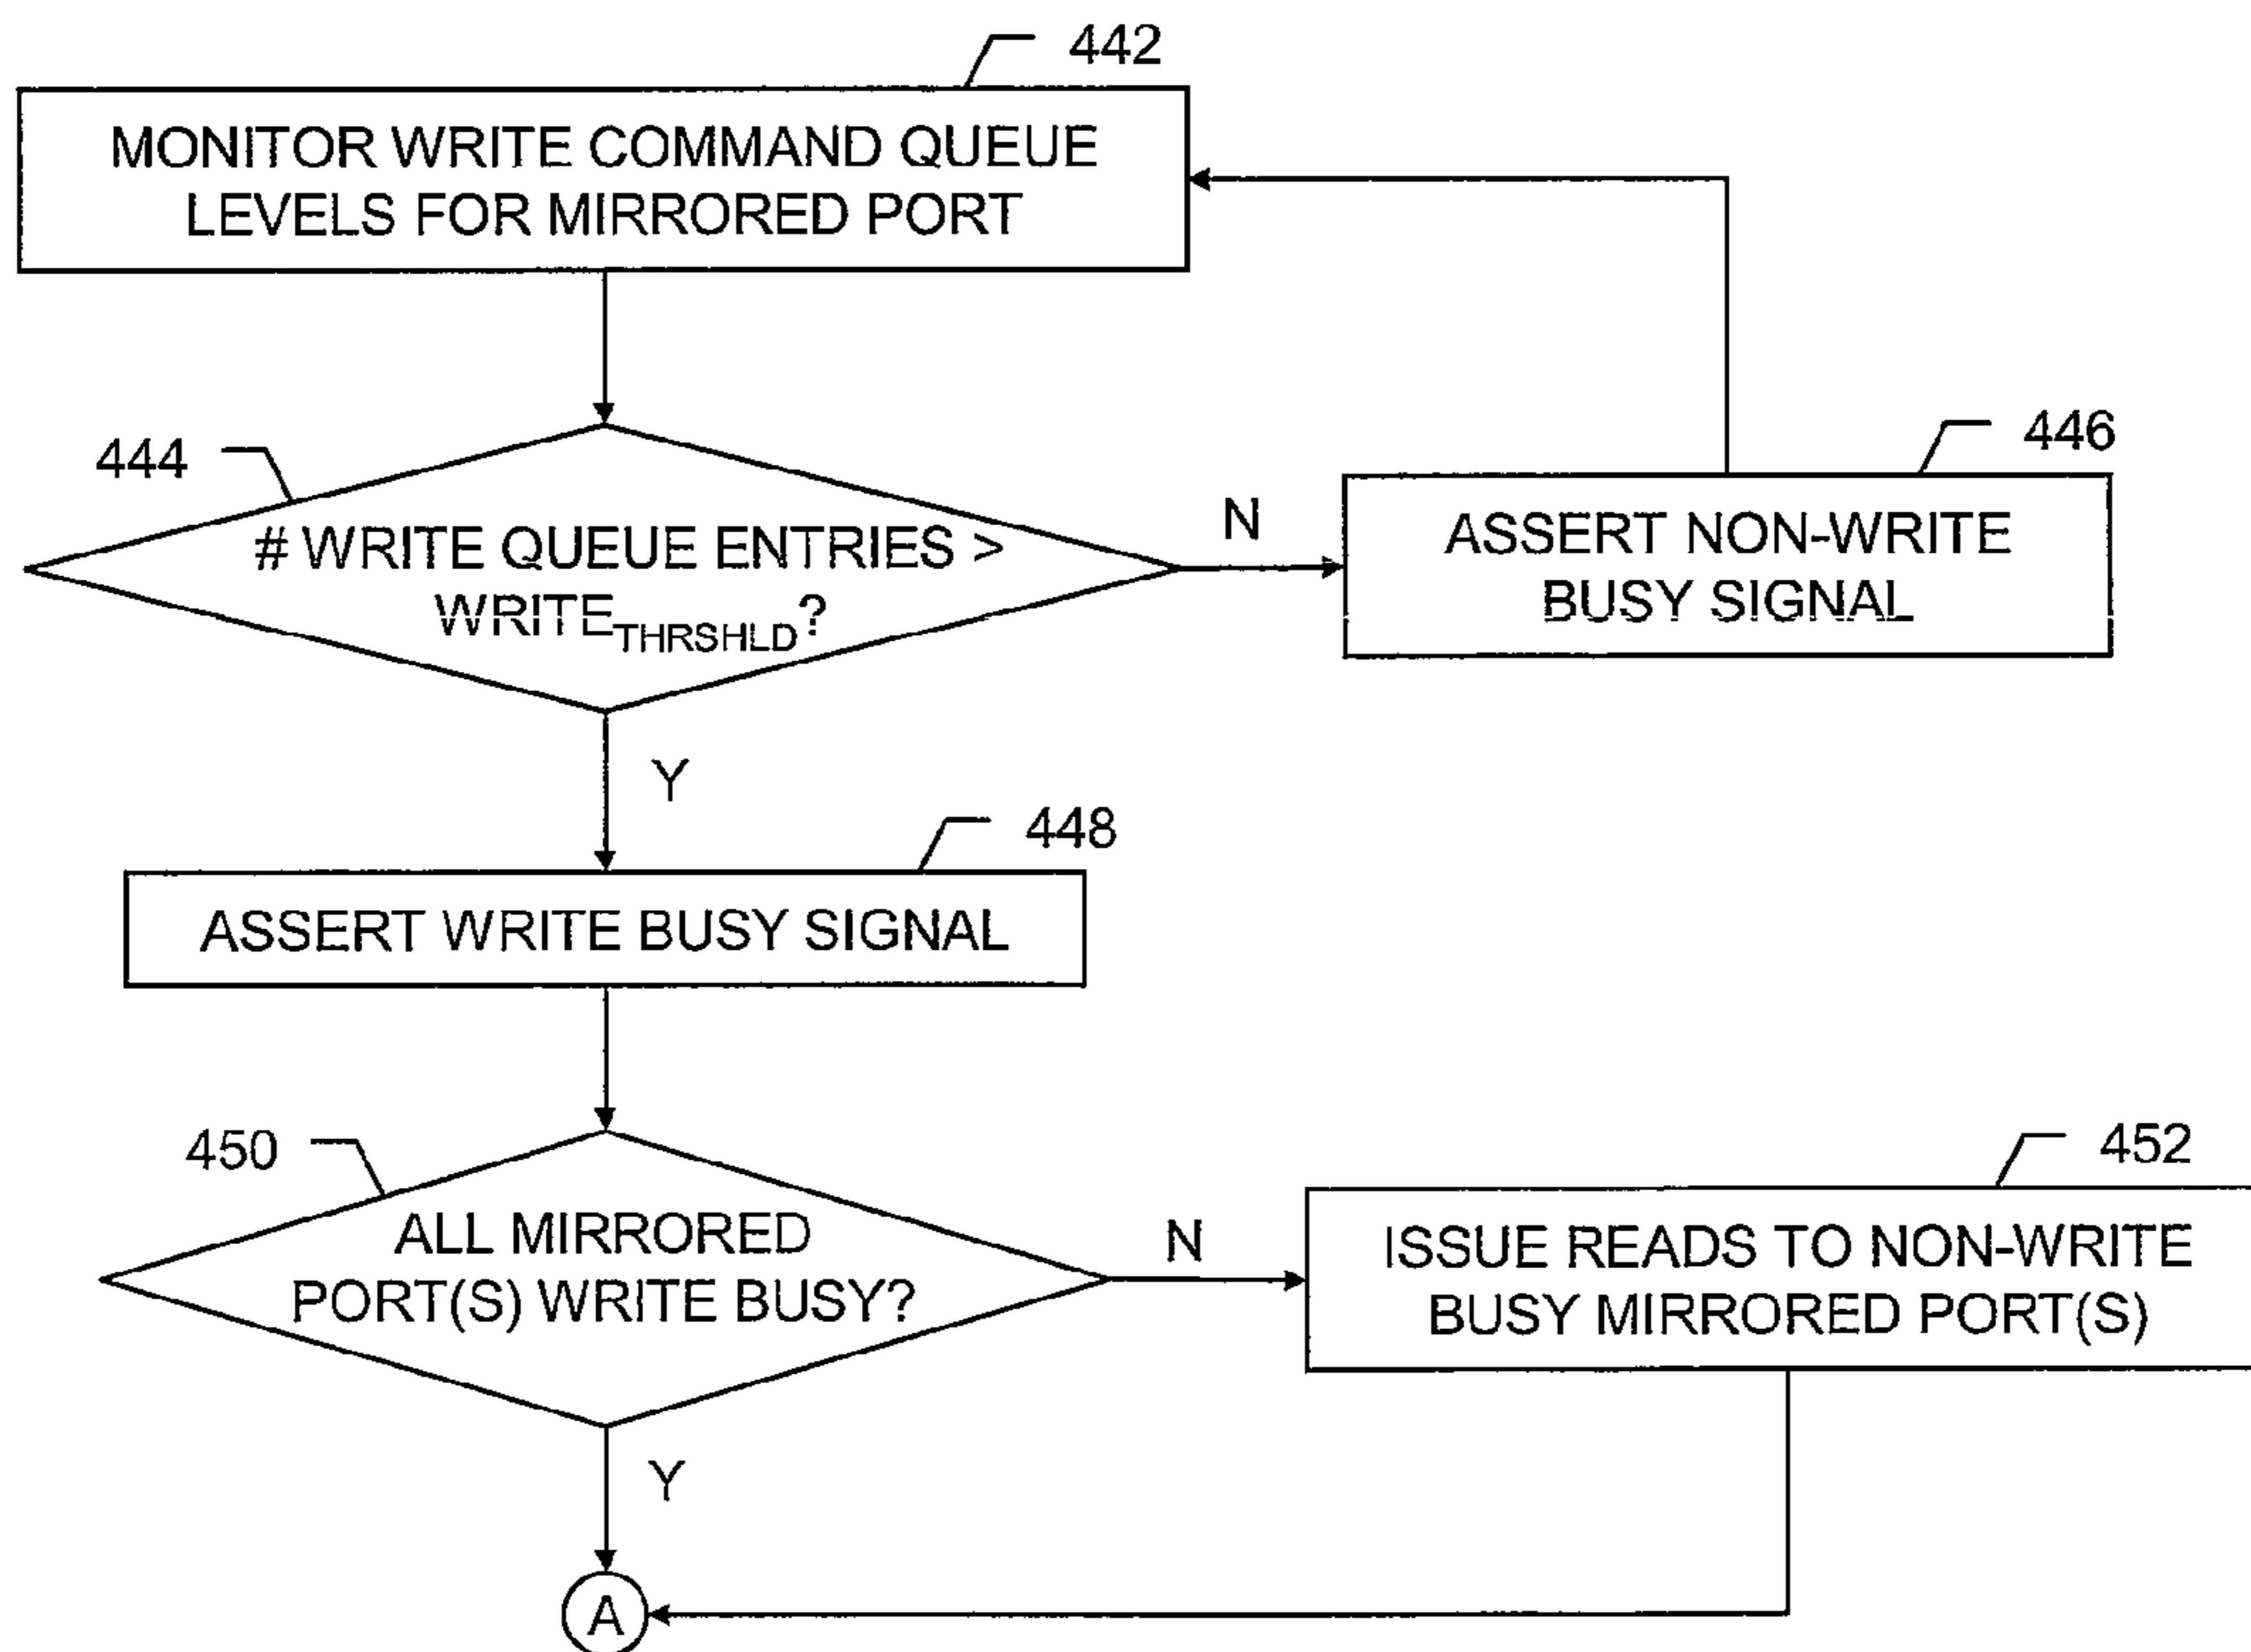 442
MONITOR WRITE COMMAND QUEUE
LEVELS FOR MIRRORED PORT
444
# WRITE QUEUE ENTRIES >
WRITE_THRSHLD?
N
446
ASSERT NON-WRITE
BUSY SIGNAL
Y
448
ASSERT WRITE BUSY SIGNAL
450
ALL MIRRORED
PORT(S) WRITE BUSY?
N
452
ISSUE READS TO NON-WRITE
BUSY MIRRORED PORT(S)
Y
A